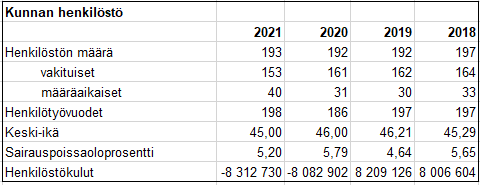 Kunnan henkilöstö
2021 2020 2019 2018
Henkilöstön määrä 193 192 192 197
vakituiset 153 161 162 164
määräaikaiset 40 31 30 33
Henkilötyövuodet 198 186 197 197
Keski-ikä 45,00 46,00 46,21 45,29
Sairauspoissaoloprosentti 5,20 5,79 4,64 5,65
Henkilöstökulut -8 312 730 -8 082 902 8 209 126 8 006 604